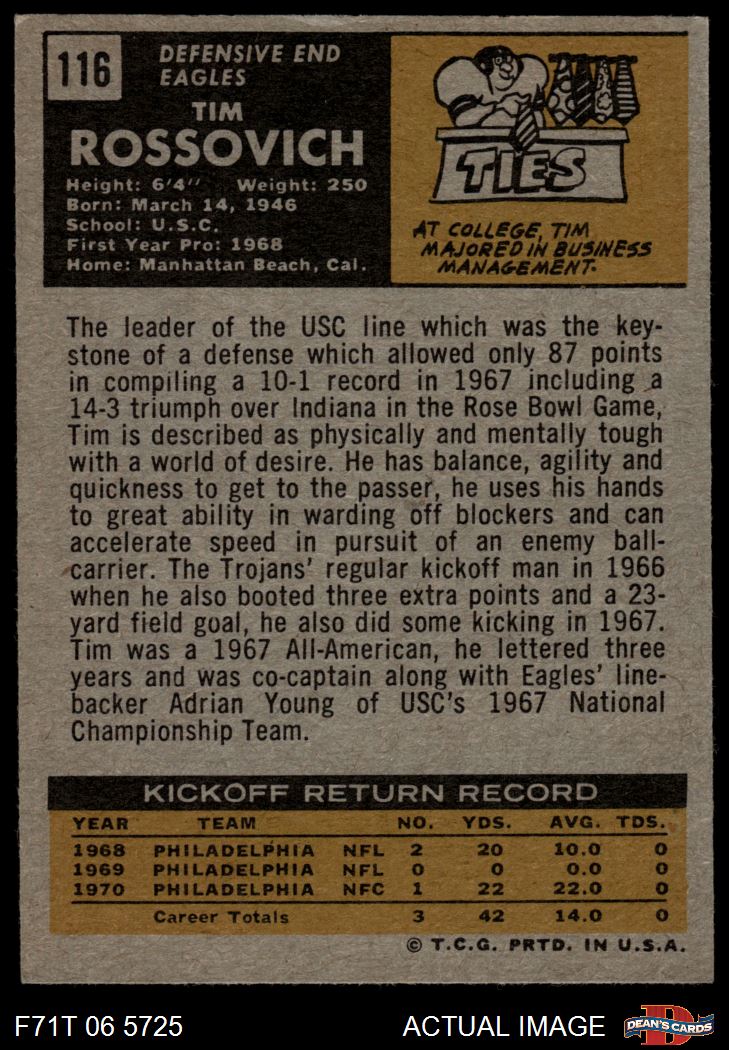 116
DEFENSIVE END
EAGLES
TIM
ROSSOVICH
Height: 6'4" Weight: 250
Born: March 14, 1946
School: U.S.C.
First Year Pro: 1968
Home: Manhattan Beach, Cal.
TIES
AT COLLEGE, TIM
MAJORED IN BUSINESS
MANAGEMENT.
The leader of the USC line which was the key-
stone of a defense which allowed only 87 points
in compiling a 10-1 record in 1967 including a
14-3 triumph over Indiana in the Rose Bowl Game,
Tim is described as physically and mentally tough
with a world of desire. He has balance, agility and
quickness to get to the passer, he uses his hands
to great ability in warding off blockers and can
accelerate speed in pursuit of an enemy ball-
carrier. The Trojans' regular kickoff man in 1966
when he also booted three extra points and a 23-
yard field goal, he also did some kicking in 1967.
Tim was a 1967 All-American, he lettered three
years and was co-captain along with Eagles' line-
backer Adrian Young of USC's 1967 National
Championship Team.
KICKOFF RETURN RECORD
YEAR TEAM NO. YDS. AVG. TDS.
1968 PHILADELPHIA NFL 2 20 10.0 0
1969 PHILADELPHIA NFL 0 0 0.0 0
1970 PHILADELPHIA NFC 1 22 22.0 0
Career Totals 3 42 14.0 0
© T.C.G. PRTD. IN U.S.A.
F71T 06 5725 ACTUAL IMAGE
D
DEAN'S CARDS